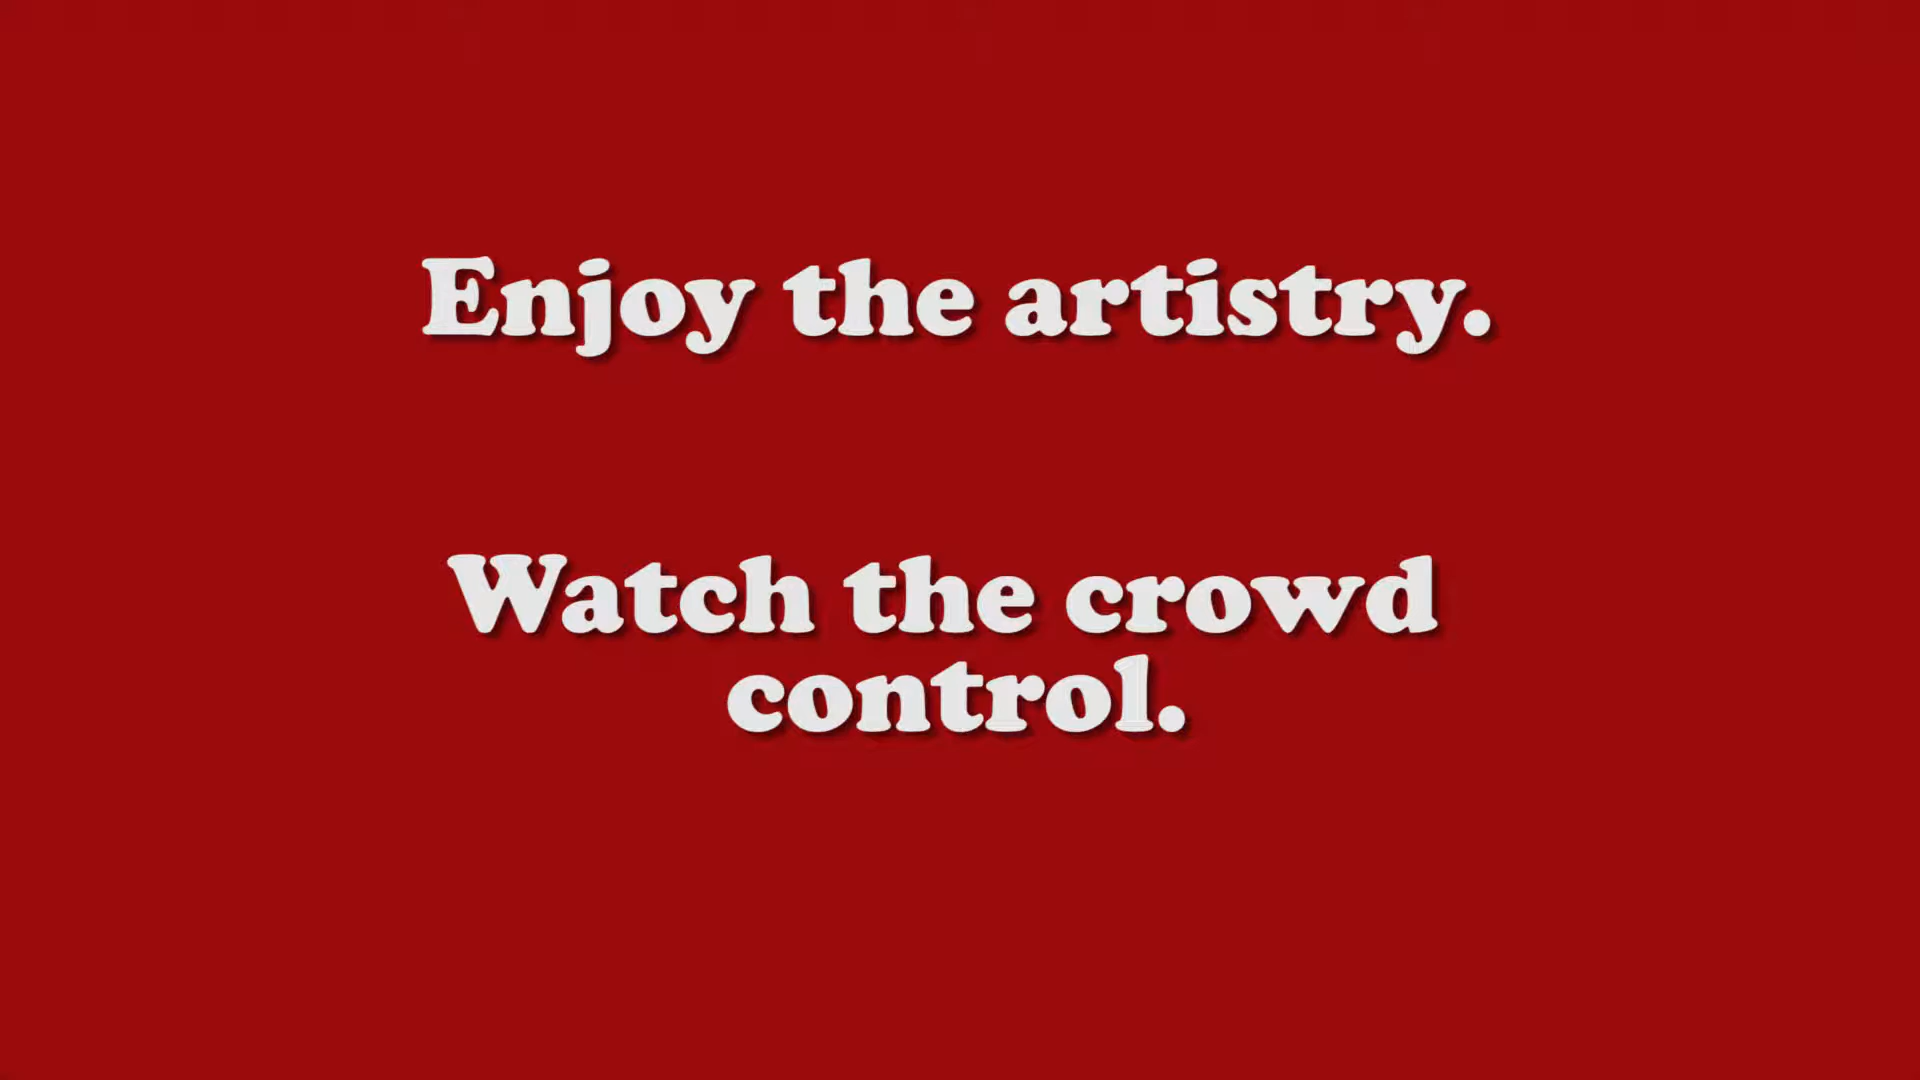 Enjoy the artistry.
Watch the crowd
control.